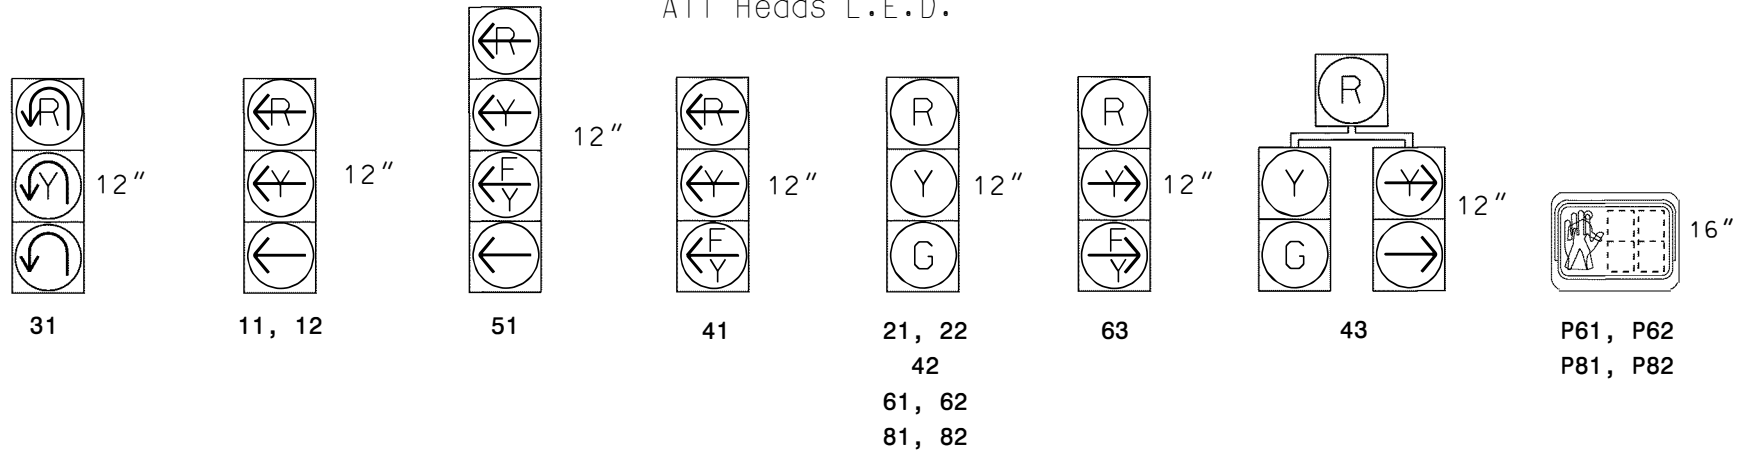 All Heads L.E.D.
R
Y
12"
31
R
Y
12"
11, 12
R
Y
F
Y
12"
51
R
Y
F
Y
12"
41
R
Y
G
12"
21, 22
42
61, 62
81, 82
R
Y
F
Y
12"
63
R
Y
G
Y
12"
43
16"
P61, P62
P81, P82